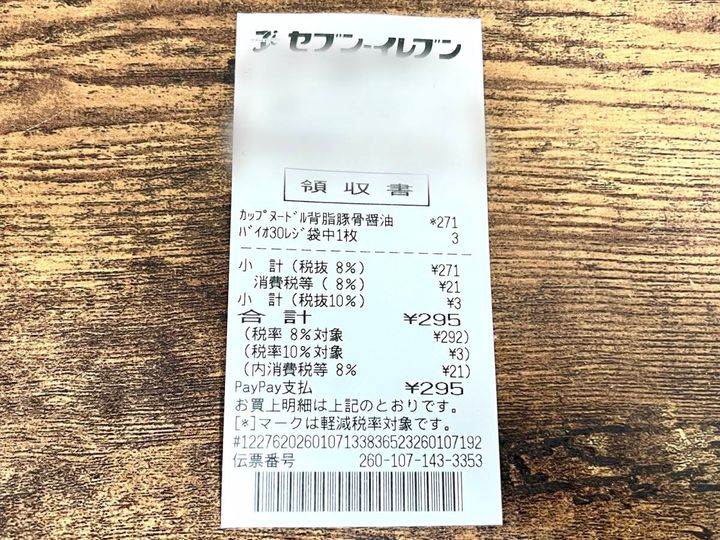 セブン-イレブン
領収書
ｶｯﾌﾟﾇｰﾄﾞﾙ背脂豚骨醤油 *271
ﾊﾞｲｵ30ﾚｼﾞ袋中1枚 3
小 計（税抜 8%） ¥271
消費税等（ 8%） ¥21
小 計（税抜10%） ¥3
合 計 ¥295
（税率 8%対象 ¥292）
（税率10%対象 ¥3）
（内消費税等 8% ¥21）
PayPay支払 ¥295
お買上明細は上記のとおりです。
[*]マークは軽減税率対象です。
#122762026010713383652326010​7192
伝票番号 260-107-143-3353